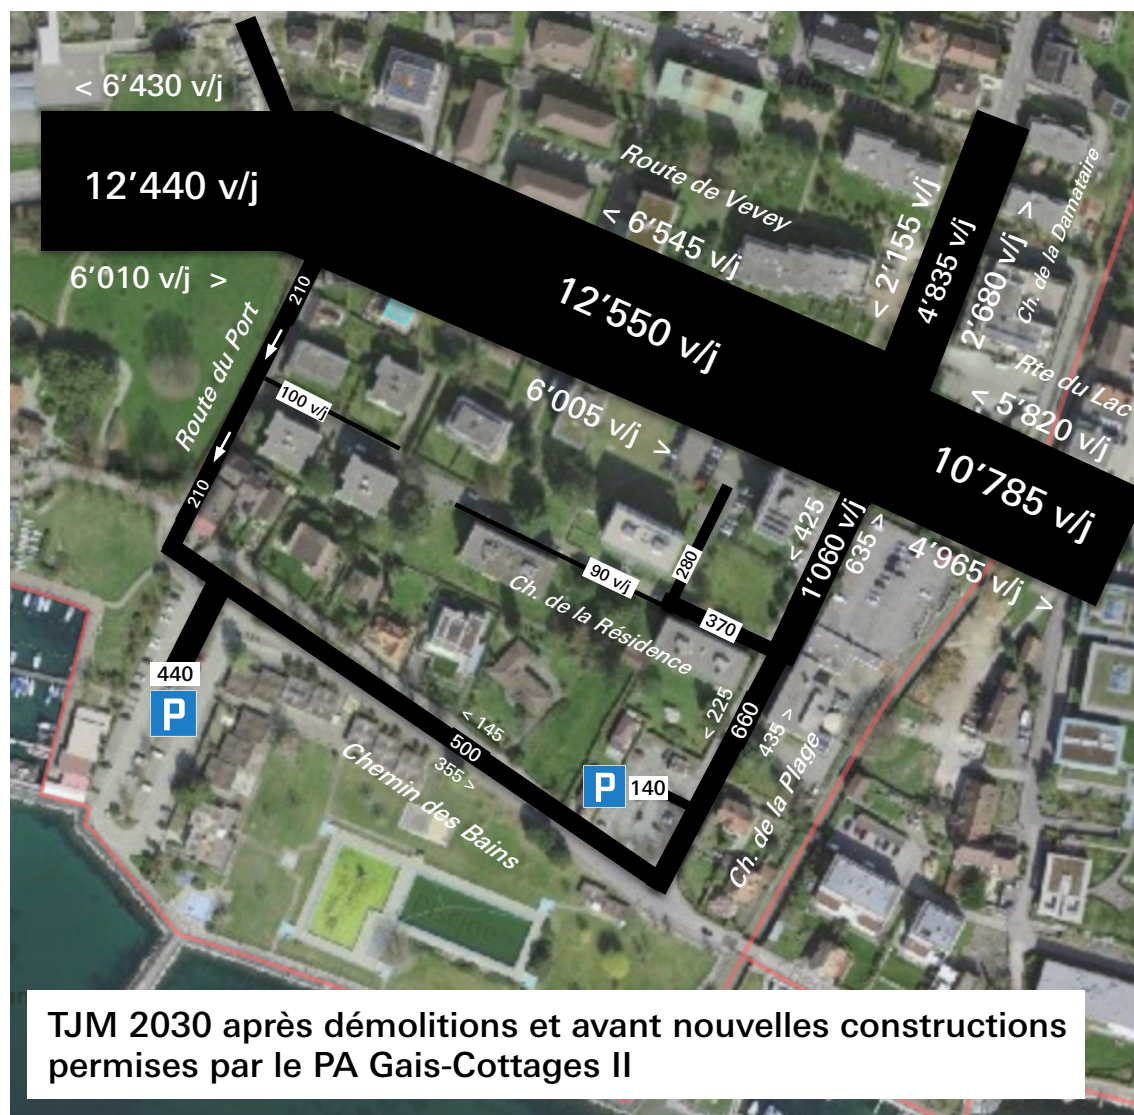 < 6’430 v/j
12’440 v/j
6’010 v/j >
Route de Vevey
< 6’545 v/j
12’550 v/j
6’005 v/j >
< 2’155 v/j
4’835 v/j
2’680 v/j >
Ch. de la Damataire
Rte du Lac
< 5’820 v/j
10’785 v/j
4’965 v/j >
210
Route du Port
100 v/j
210
280
90 v/j
Ch. de la Résidence
370
< 425
1’060 v/j
635 >
440
P
< 145
500
355 >
Chemin des Bains
< 225
660
435 >
P
140
Ch. de la Plage
TJM 2030 après démolitions et avant nouvelles constructions
permises par le PA Gais-Cottages II